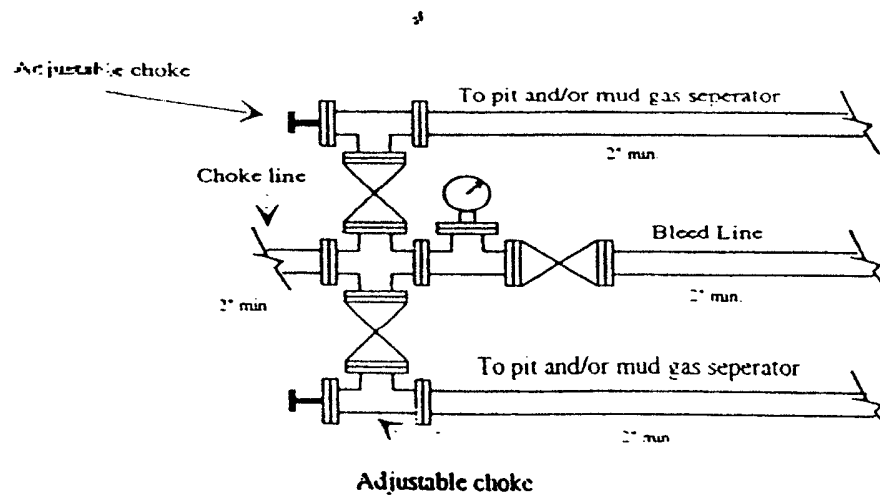 Adjustable choke
To pit and/or mud gas seperator
2" min.
Choke line
Bleed Line
2" min
2" min.
To pit and/or mud gas seperator
2" min.
Adjustable choke